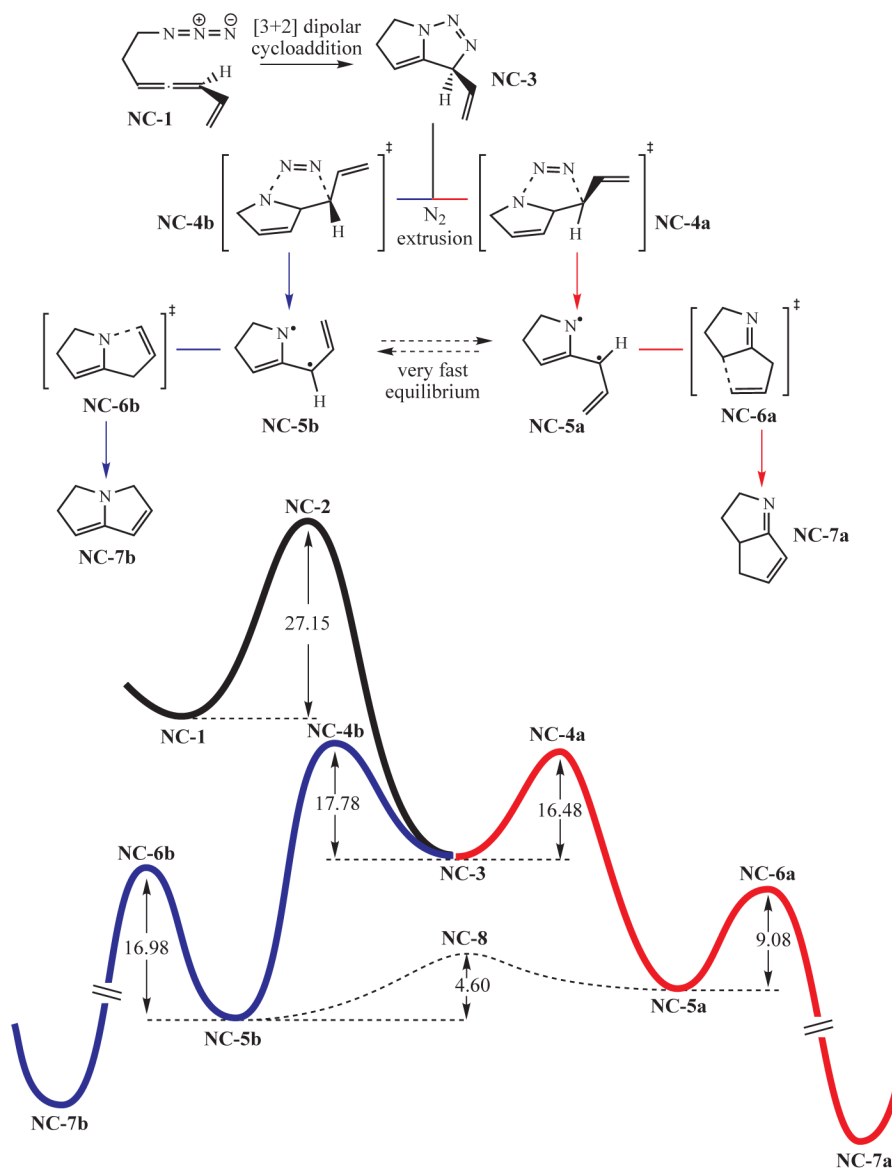 N=N=N
⊕ ⊖
H
NC-1
[3+2] dipolar
cycloaddition
N
N
N
H
NC-3
‡
N=N
N
H
NC-4b
N₂
extrusion
‡
N=N
N
H
NC-4a
‡
N
NC-6b
N•
•
H
NC-5b
very fast
equilibrium
N•
•
H
NC-5a
‡
N
NC-6a
N
NC-7b
N
NC-7a
NC-2
27.15
NC-1
NC-4b
17.78
NC-3
NC-4a
16.48
NC-6b
16.98
NC-5b
NC-8
4.60
NC-6a
9.08
NC-5a
NC-7b
NC-7a